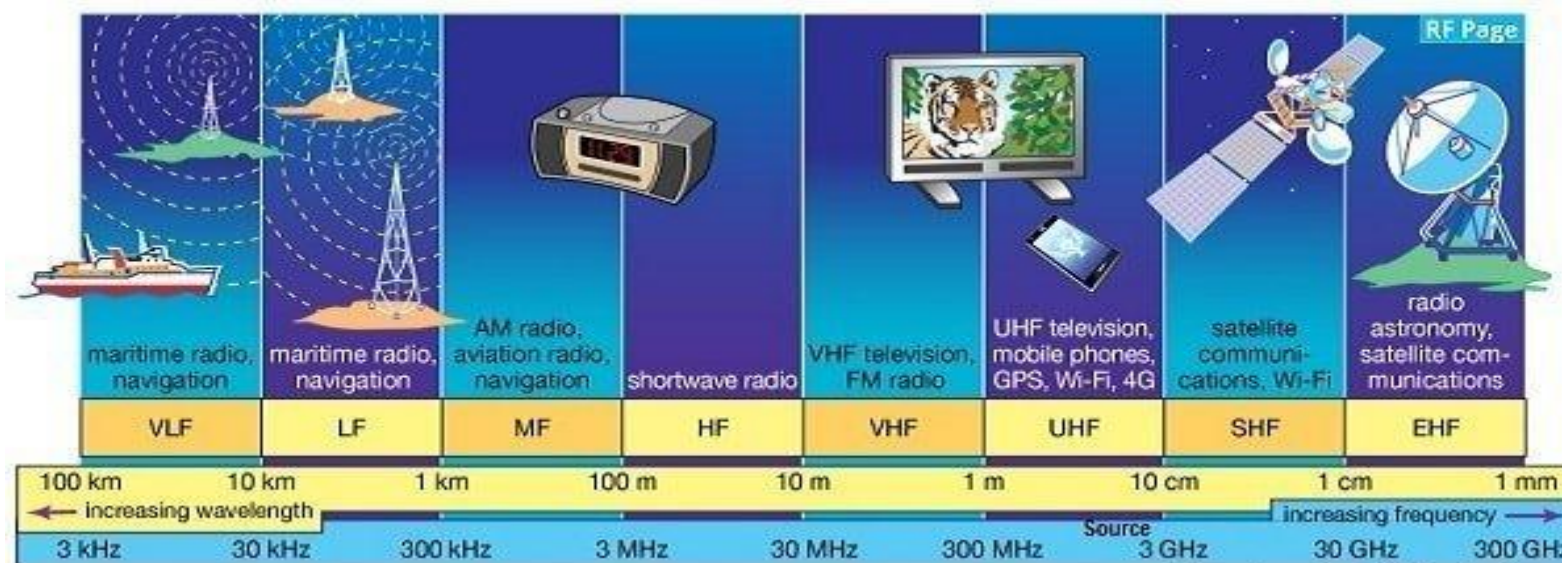 RF Page
11:29
maritime radio,
navigation
maritime radio,
navigation
AM radio,
aviation radio,
navigation
shortwave radio
VHF television,
FM radio
UHF television,
mobile phones,
GPS, Wi-Fi, 4G
satellite
communi-
cations, Wi-Fi
radio
astronomy,
satellite com-
munications
VLF LF MF HF VHF UHF SHF EHF
100 km 10 km 1 km 100 m 10 m 1 m 10 cm 1 cm 1 mm
increasing wavelength
increasing frequency
Source
3 kHz 30 kHz 300 kHz 3 MHz 30 MHz 300 MHz 3 GHz 30 GHz 300 GHz